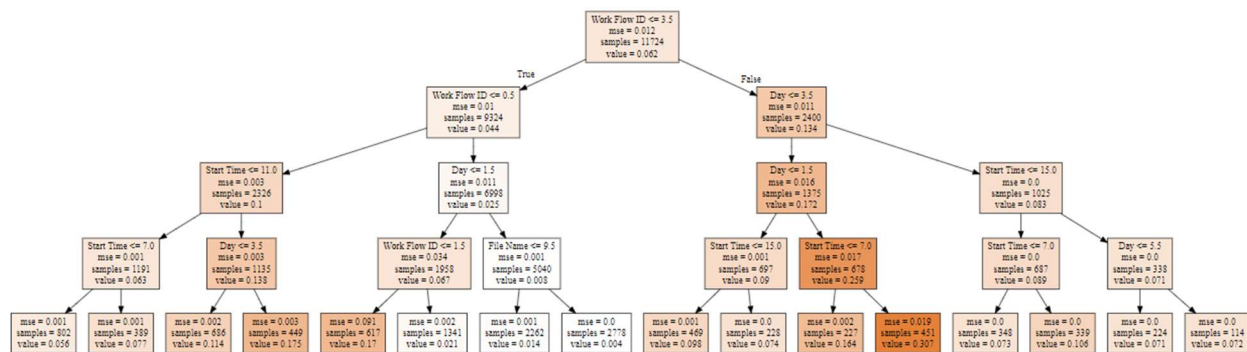 Work Flow ID <= 3.5
mse = 0.012
samples = 11724
value = 0.062
True
False
Work Flow ID <= 0.5
mse = 0.01
samples = 9324
value = 0.044
Day <= 3.5
mse = 0.011
samples = 2400
value = 0.134
Start Time <= 11.0
mse = 0.003
samples = 2326
value = 0.1
Day <= 1.5
mse = 0.011
samples = 6998
value = 0.025
Day <= 1.5
mse = 0.016
samples = 1375
value = 0.172
Start Time <= 15.0
mse = 0.0
samples = 1025
value = 0.083
Start Time <= 7.0
mse = 0.001
samples = 1191
value = 0.063
Day <= 3.5
mse = 0.003
samples = 1135
value = 0.138
Work Flow ID <= 1.5
mse = 0.034
samples = 1958
value = 0.067
File Name <= 9.5
mse = 0.001
samples = 5040
value = 0.008
Start Time <= 15.0
mse = 0.001
samples = 697
value = 0.09
Start Time <= 7.0
mse = 0.017
samples = 678
value = 0.259
Start Time <= 7.0
mse = 0.0
samples = 687
value = 0.089
Day <= 5.5
mse = 0.0
samples = 338
value = 0.071
mse = 0.001
samples = 802
value = 0.056
mse = 0.001
samples = 389
value = 0.077
mse = 0.002
samples = 686
value = 0.114
mse = 0.003
samples = 449
value = 0.175
mse = 0.091
samples = 617
value = 0.17
mse = 0.002
samples = 1341
value = 0.021
mse = 0.001
samples = 2262
value = 0.014
mse = 0.0
samples = 2778
value = 0.004
mse = 0.001
samples = 469
value = 0.098
mse = 0.0
samples = 228
value = 0.074
mse = 0.002
samples = 227
value = 0.164
mse = 0.019
samples = 451
value = 0.307
mse = 0.0
samples = 348
value = 0.073
mse = 0.0
samples = 339
value = 0.106
mse = 0.0
samples = 224
value = 0.071
mse = 0.0
samples = 114
value = 0.072